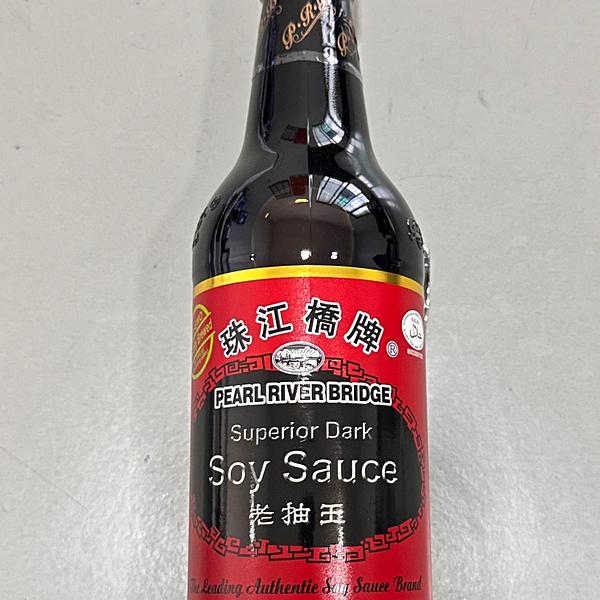 P.R.B
珠江橋牌®
PEARL RIVER BRIDGE
Superior Dark
Soy Sauce
老抽王
The Leading Authentic Soy Sauce Brand